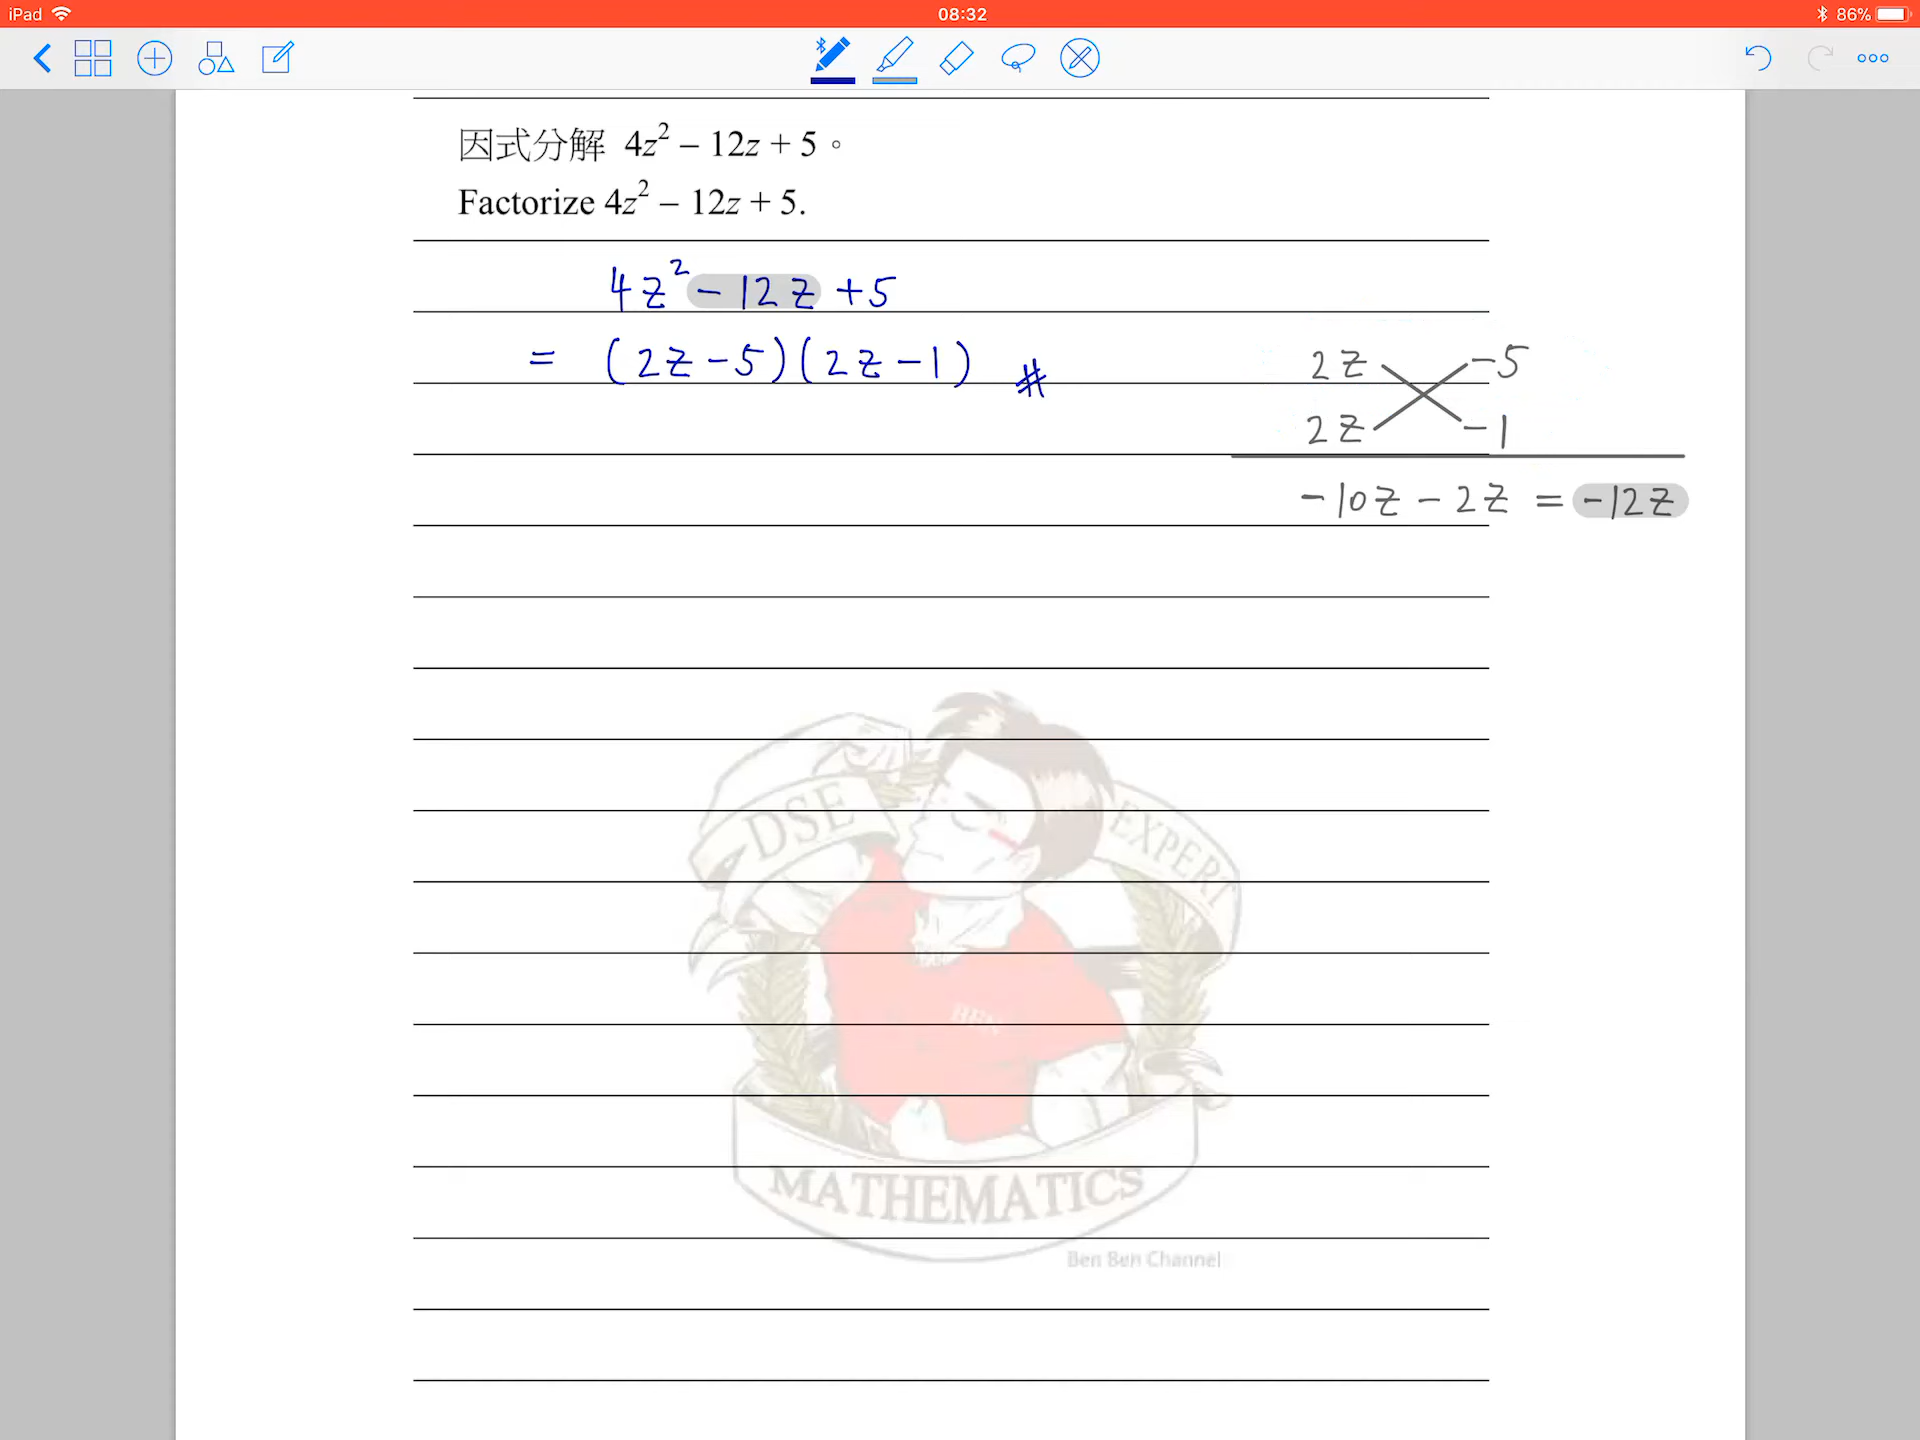 iPad 08:32 86%
因式分解 4z² − 12z + 5。
Factorize 4z² − 12z + 5.
4z² − 12z + 5
= (2z − 5)(2z − 1) #
2z −5
2z −1
−10z − 2z = −12z
DSE EXPERT
BEN
MATHEMATICS
Ben Ben Channel